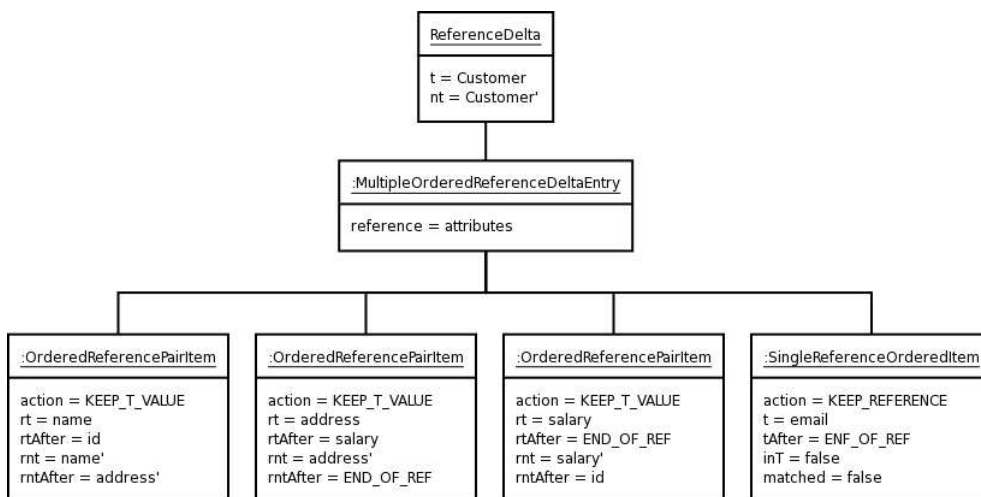 ReferenceDelta
t = Customer
nt = Customer'
:MultipleOrderedReferenceDeltaEntry
reference = attributes
:OrderedReferencePairItem
action = KEEP_T_VALUE
rt = name
rtAfter = id
rnt = name'
rntAfter = address'
:OrderedReferencePairItem
action = KEEP_T_VALUE
rt = address
rtAfter = salary
rnt = address'
rntAfter = END_OF_REF
:OrderedReferencePairItem
action = KEEP_T_VALUE
rt = salary
rtAfter = END_OF_REF
rnt = salary'
rntAfter = id
:SingleReferenceOrderedItem
action = KEEP_REFERENCE
t = email
tAfter = ENF_OF_REF
inT = false
matched = false